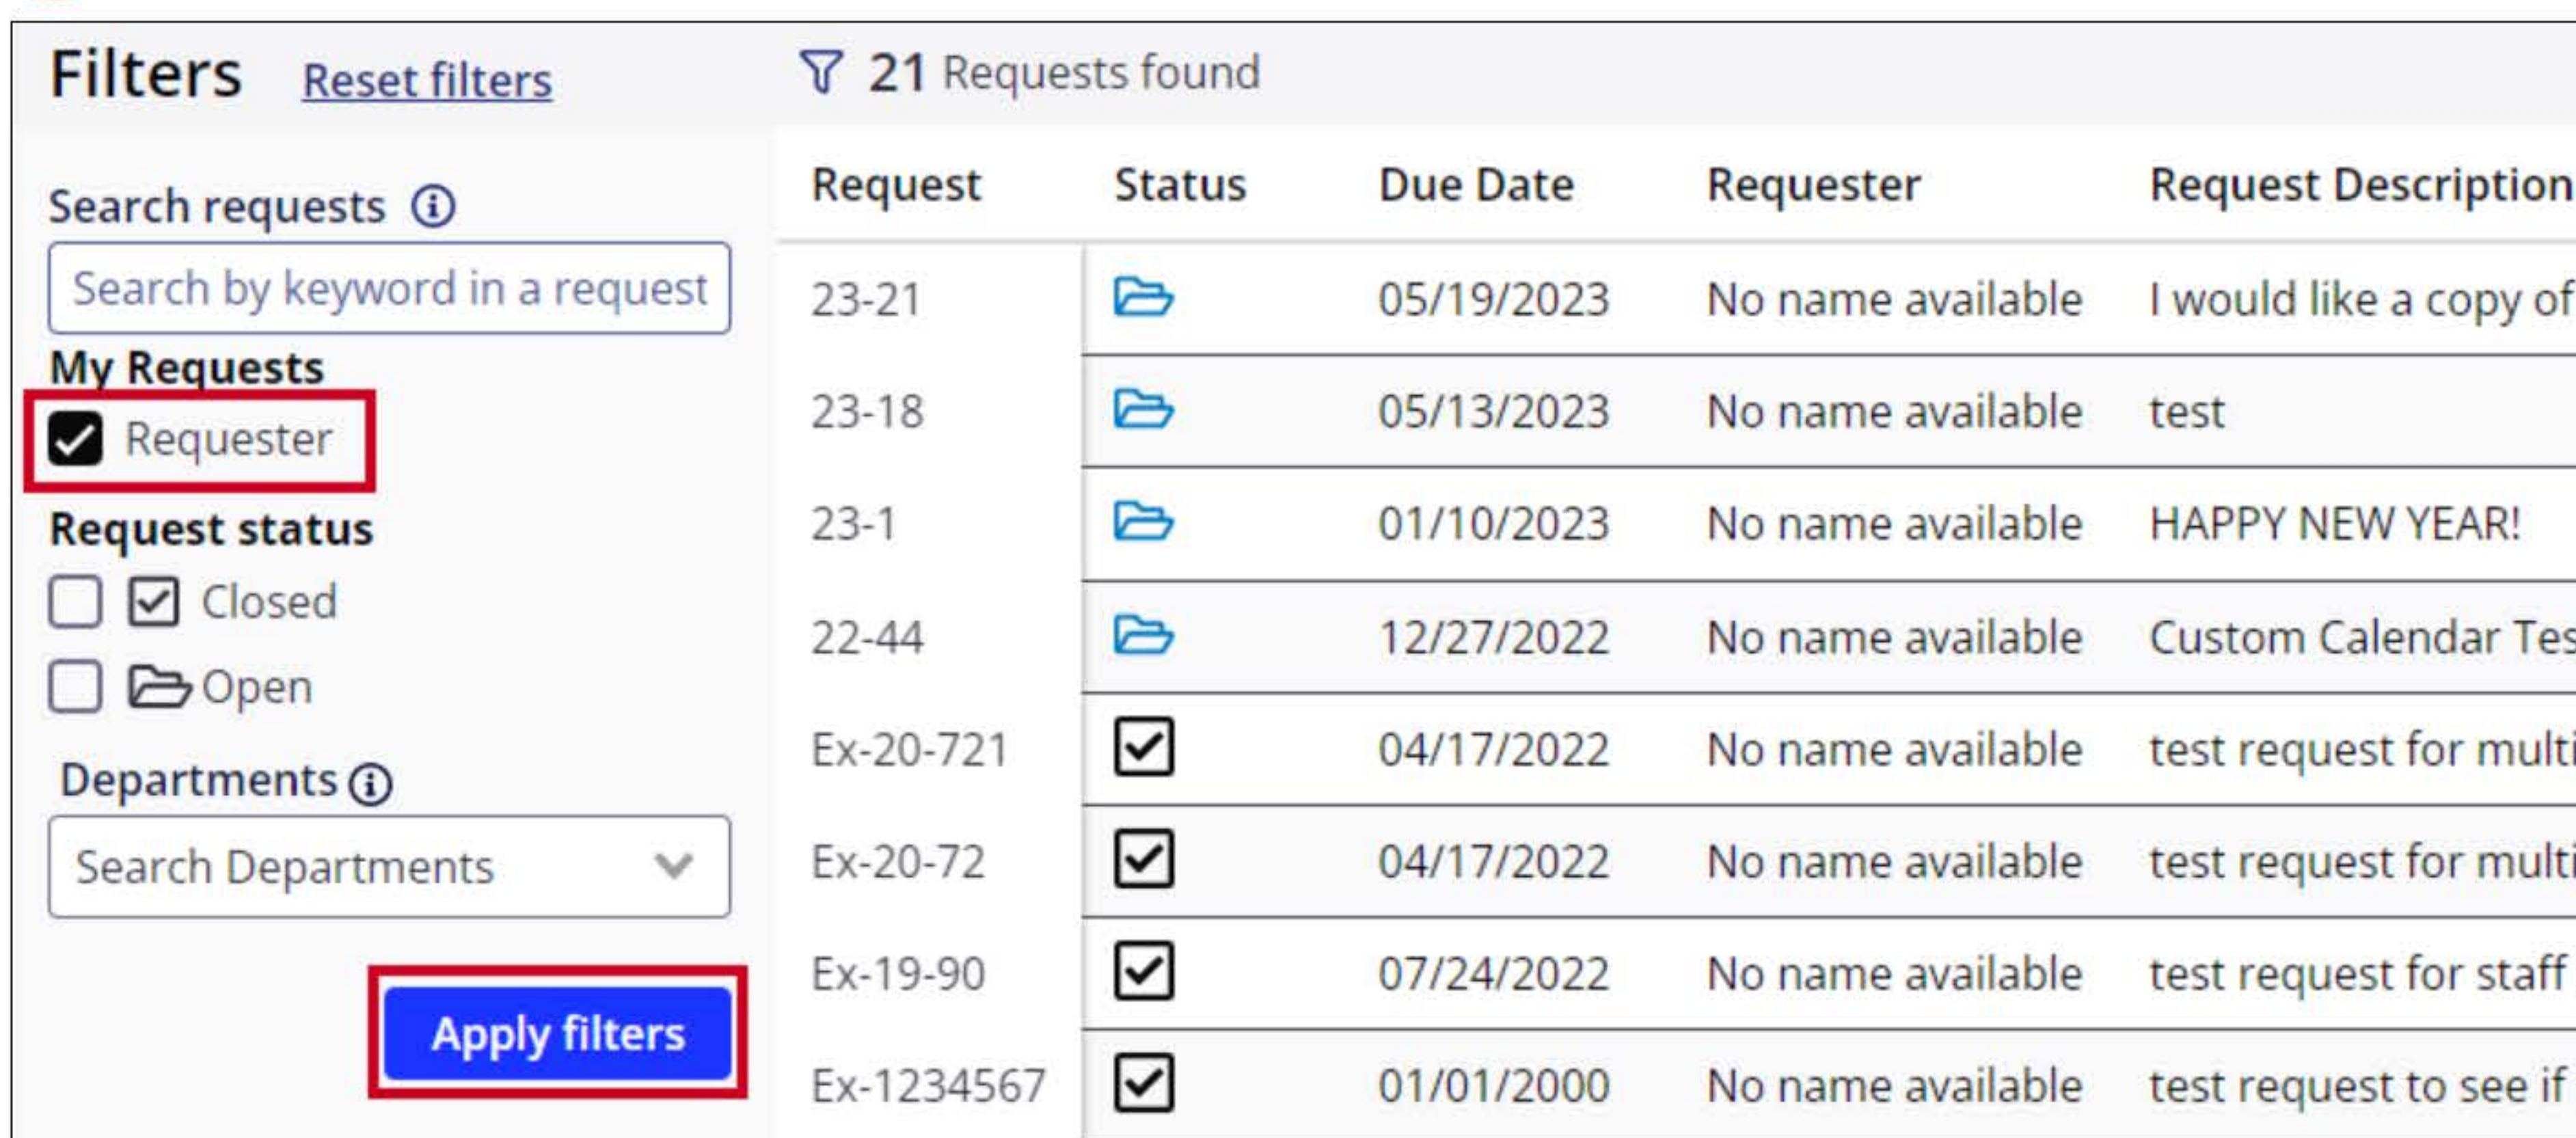 Filters Reset filters
21 Requests found
Search requests
Search by keyword in a request
My Requests
Requester
Request status
Closed
Open
Departments
Search Departments
Apply filters
Request Status Due Date Requester Request Description
23-21 05/19/2023 No name available I would like a copy of
23-18 05/13/2023 No name available test
23-1 01/10/2023 No name available HAPPY NEW YEAR!
22-44 12/27/2022 No name available Custom Calendar Tes
Ex-20-721 04/17/2022 No name available test request for multi
Ex-20-72 04/17/2022 No name available test request for multi
Ex-19-90 07/24/2022 No name available test request for staff
Ex-1234567 01/01/2000 No name available test request to see if